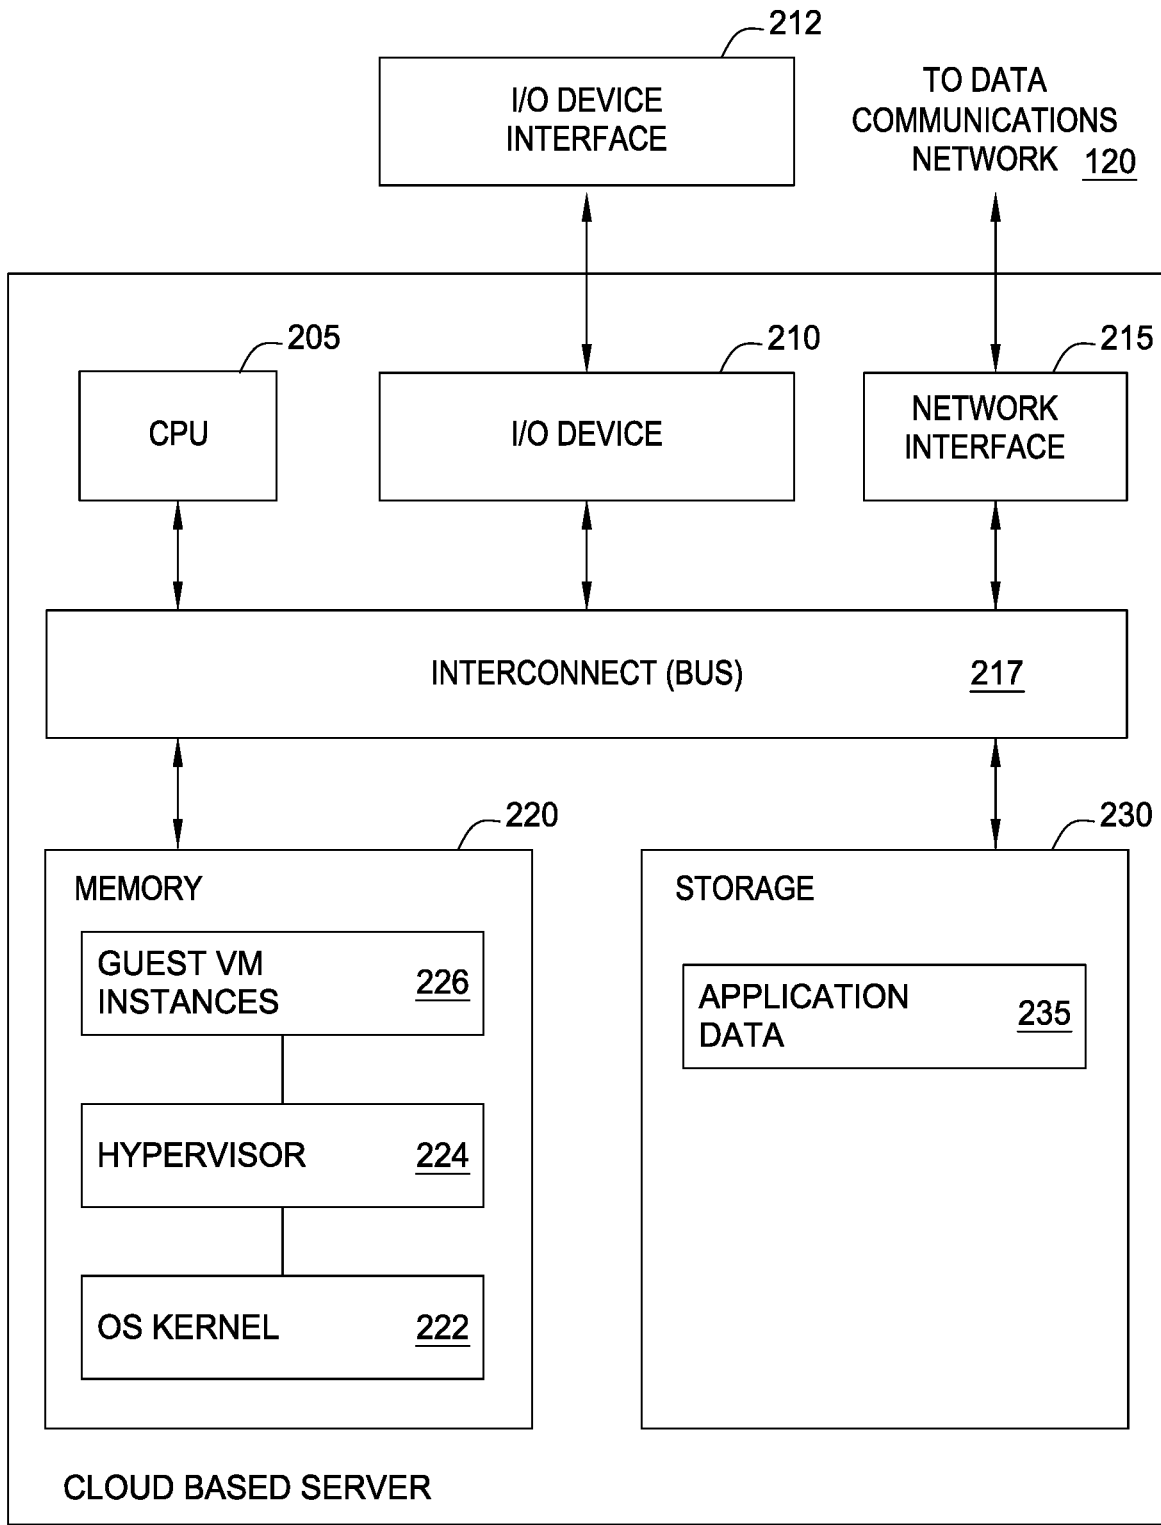 212
I/O DEVICE
INTERFACE
TO DATA
COMMUNICATIONS
NETWORK 120
205
210
215
CPU
I/O DEVICE
NETWORK
INTERFACE
INTERCONNECT (BUS) 217
220
230
MEMORY
GUEST VM
INSTANCES 226
HYPERVISOR 224
OS KERNEL 222
STORAGE
APPLICATION
DATA 235
CLOUD BASED SERVER